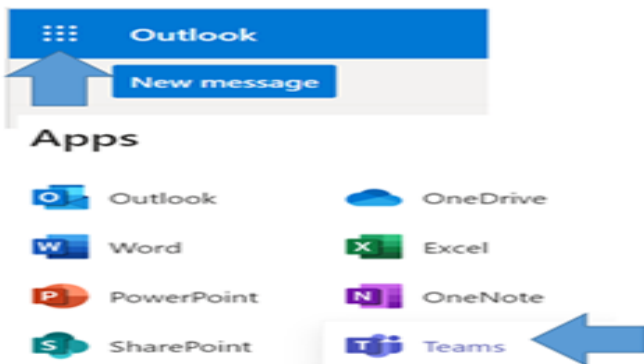 Outlook
New message
Apps
Outlook OneDrive
Word Excel
PowerPoint OneNote
SharePoint Teams